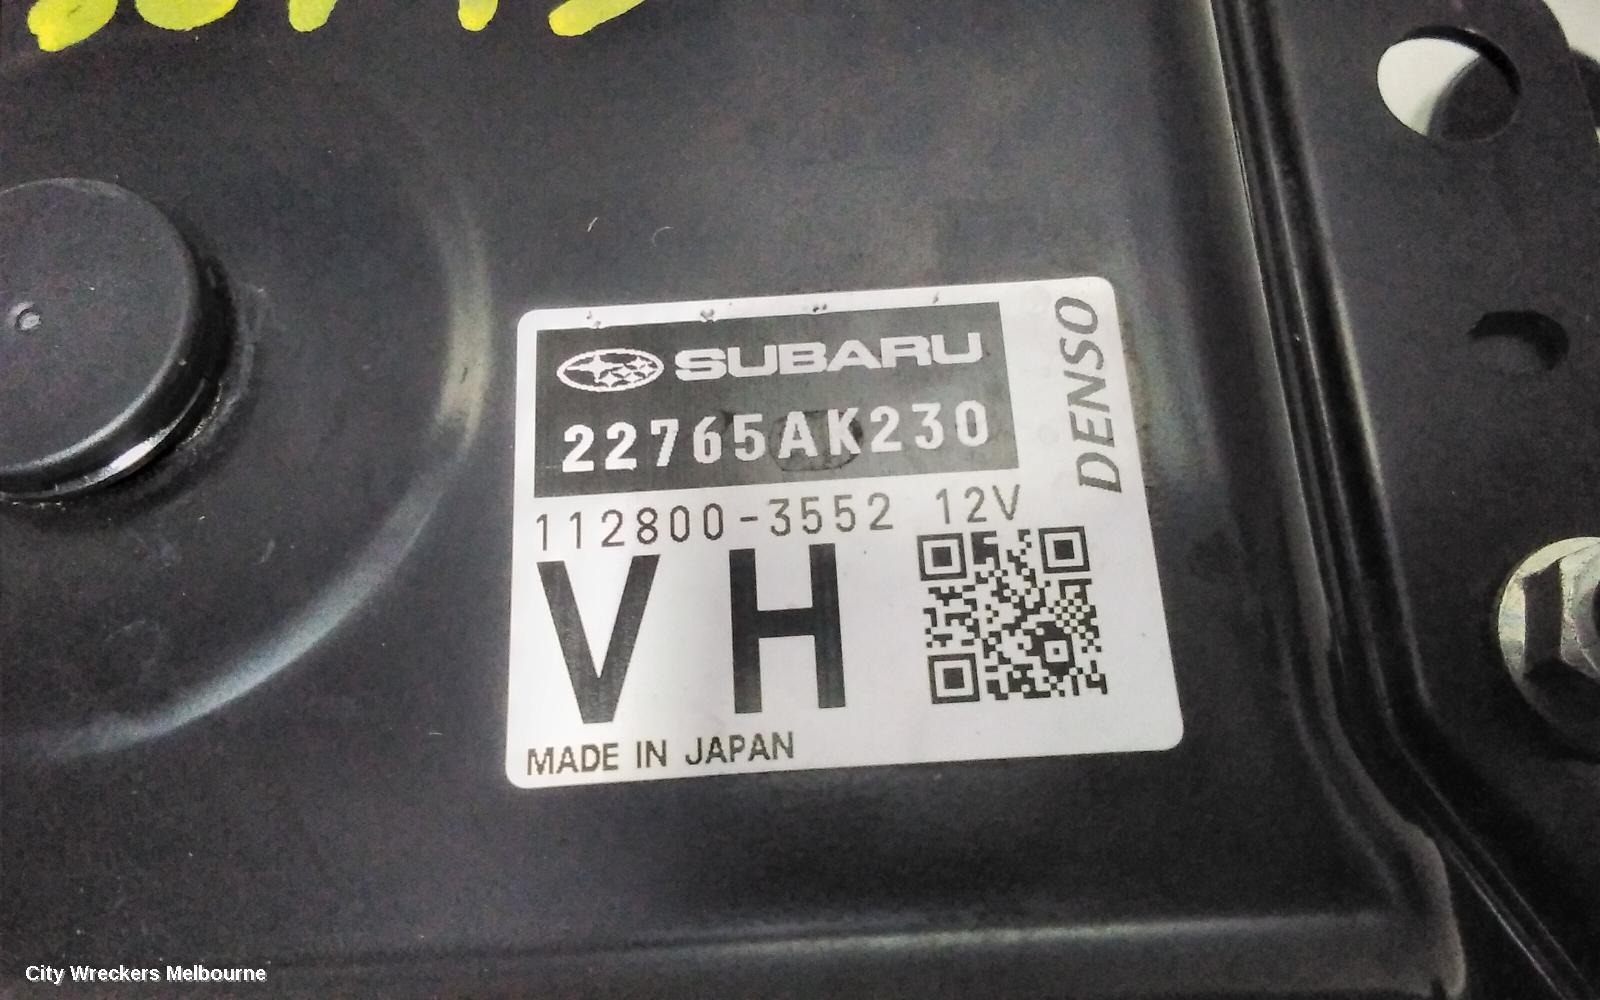 SUBARU
22765AK230
DENSO
112800-3552 12V
VH
MADE IN JAPAN
City Wreckers Melbourne